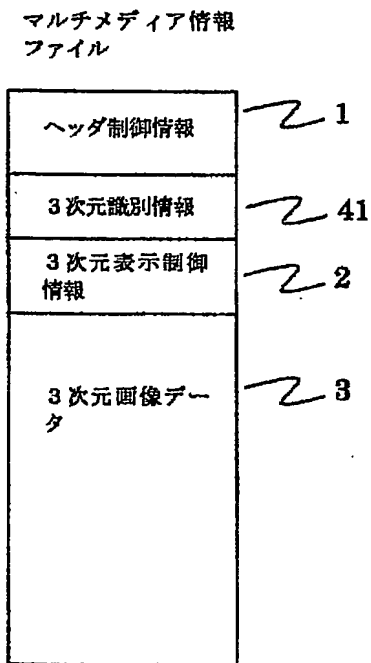 マルチメディア情報
ファイル
ヘッダ制御情報
1
3次元識別情報
41
3次元表示制御
情報
2
3次元画像デー
タ
3